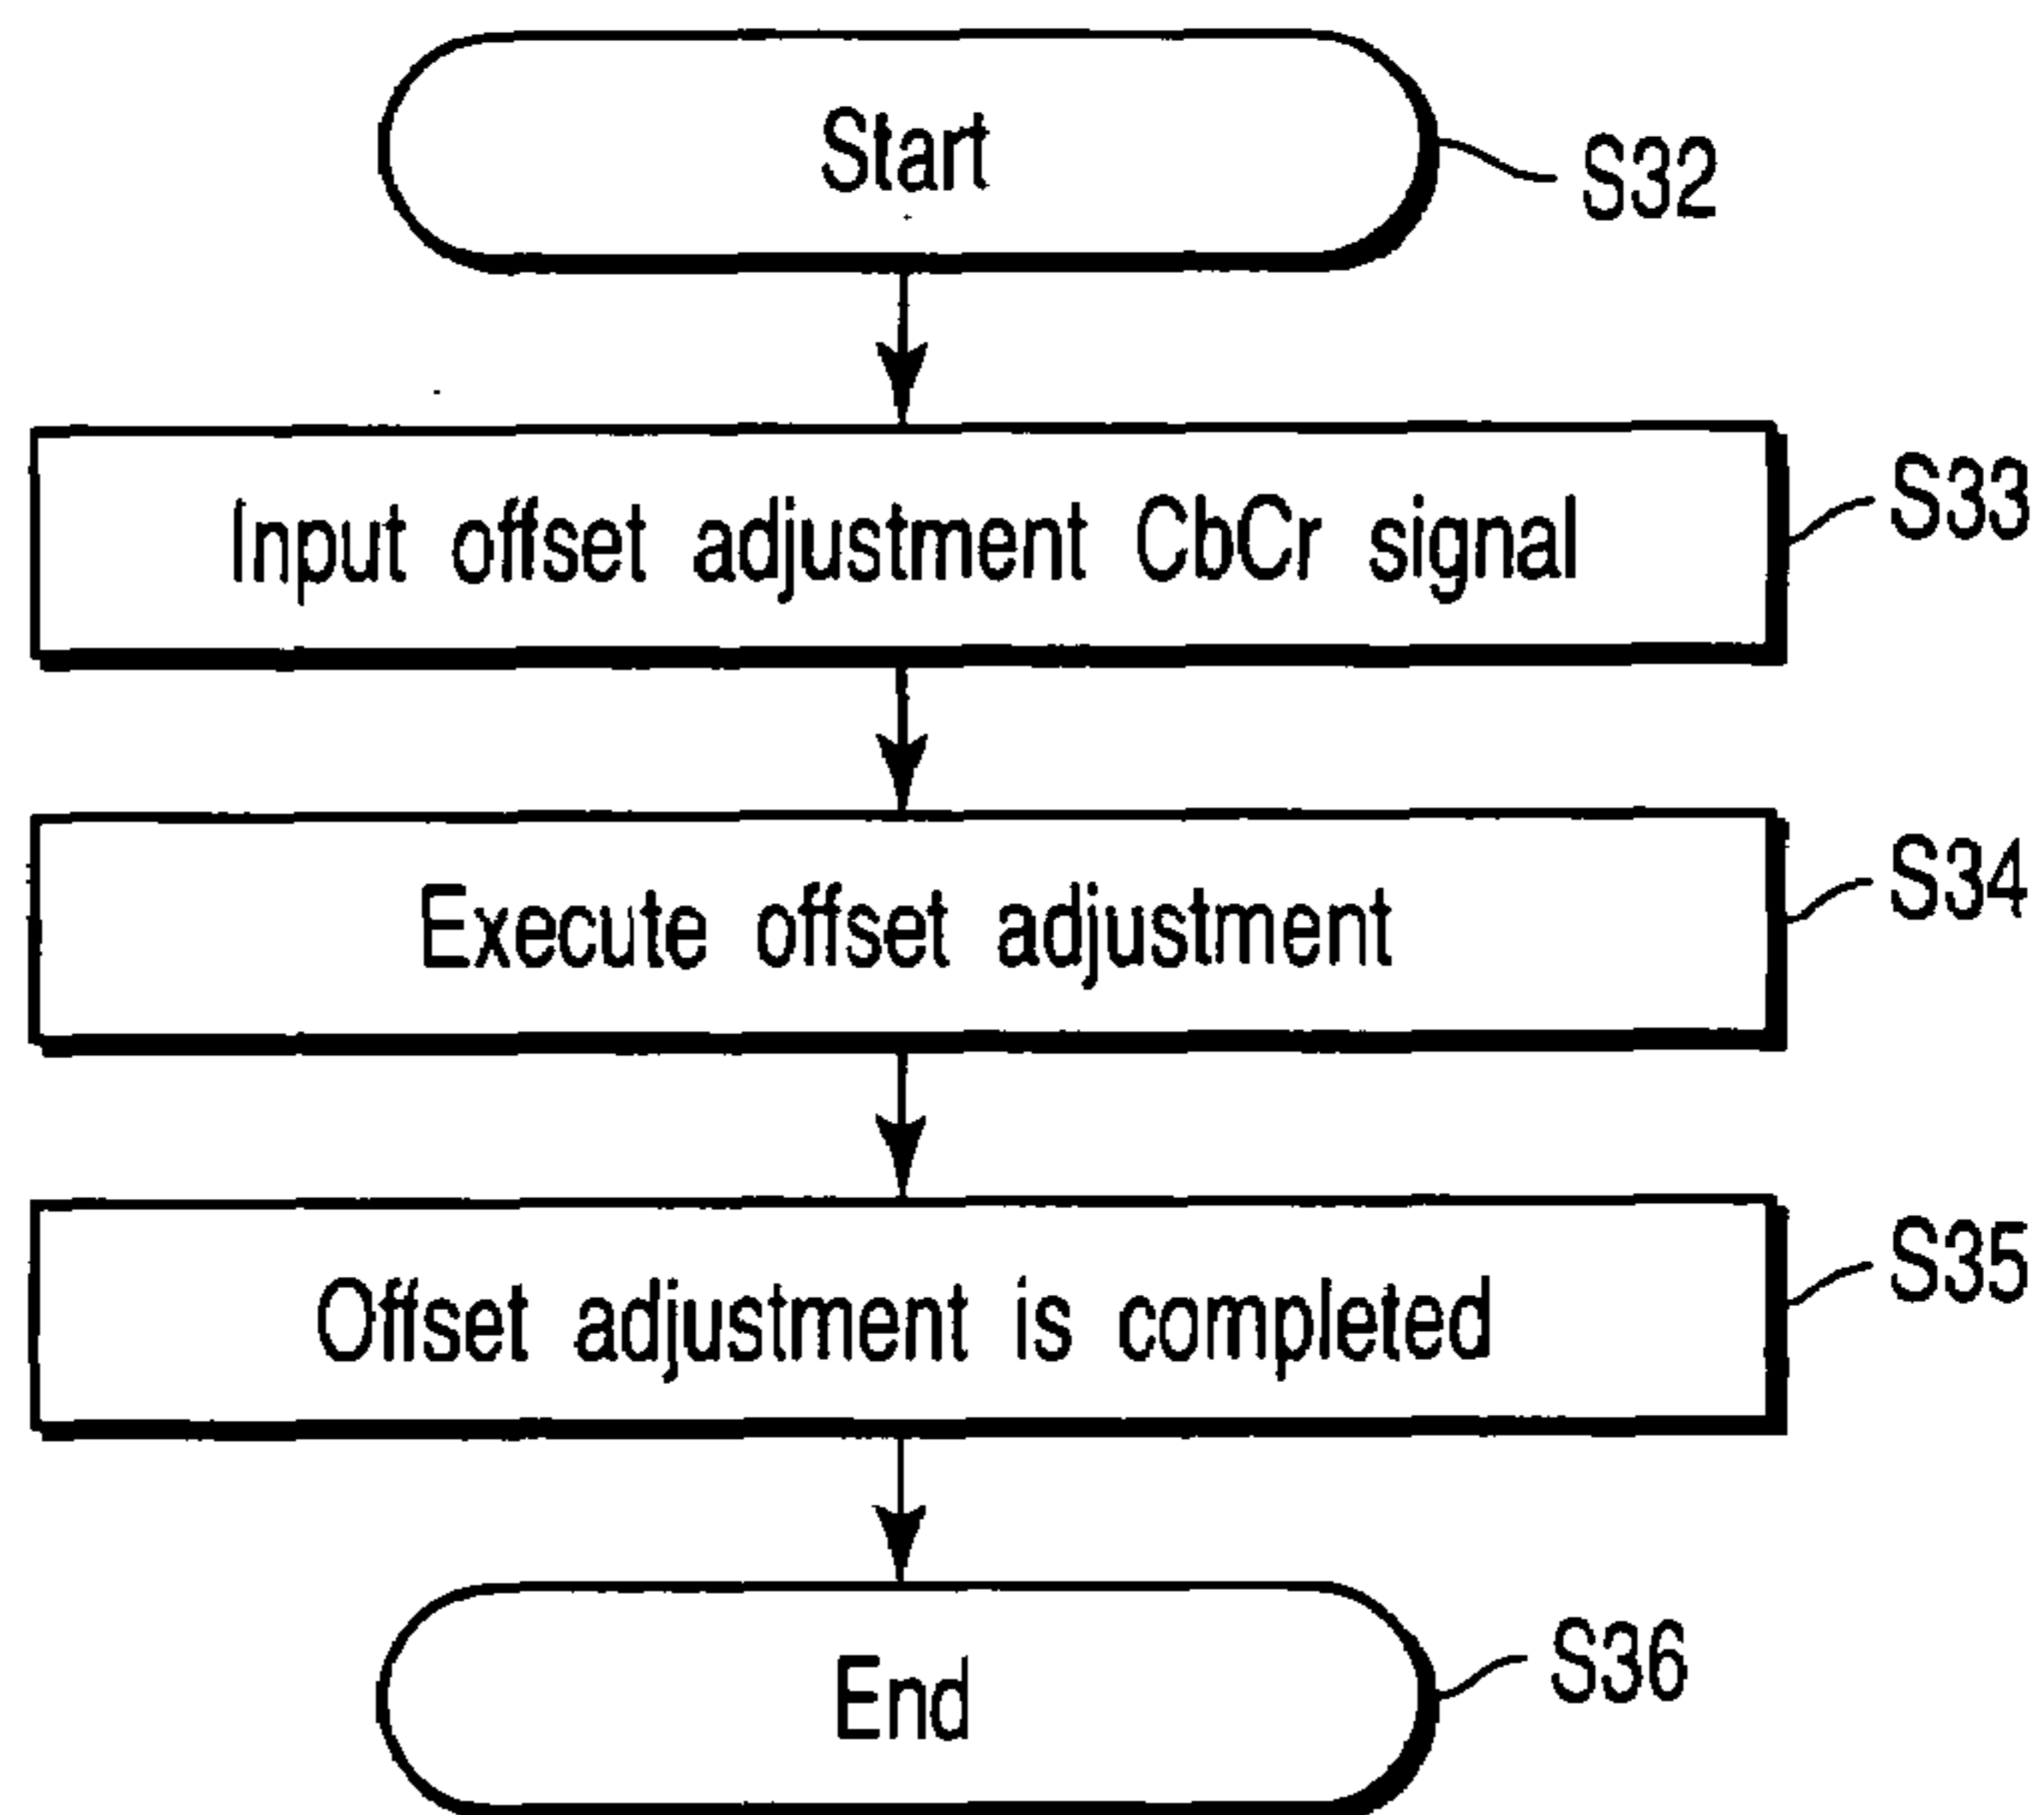 Start
S32
Input offset adjustment CbCr signal
S33
Execute offset adjustment
S34
Offset adjustment is completed
S35
End
S36